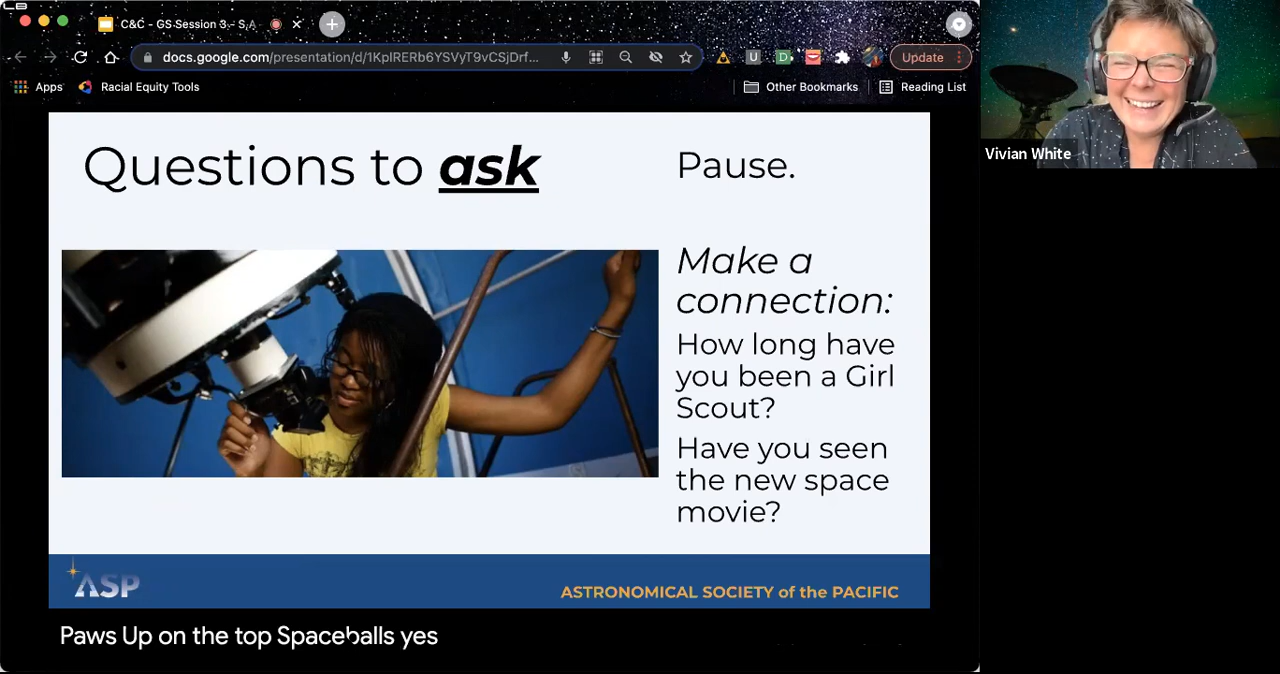 C&C - GS Session 3 - S,A
docs.google.com/presentation/d/1KpIRERb6YSVyT9vCSjDrf...
U
D
Update
Apps
Racial Equity Tools
Other Bookmarks
Reading List
Vivian White
Questions to ask
Pause.
Make a
connection:
How long have
you been a Girl
Scout?
Have you seen
the new space
movie?
ASP
ASTRONOMICAL SOCIETY of the PACIFIC
Paws Up on the top Spaceballs yes